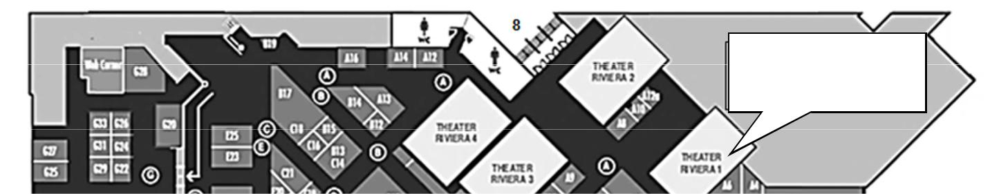 8
WC
WC
B19
A16
A14
A12
Web Corner
G28
THEATER
RIVIERA 2
A
A
B17
B
B14
A13
A12a
A10
A8
G33
G26
G20
C
C18
B15
B12
THEATER
RIVIERA 4
E25
E
G31
G24
C16
B13
C14
B
G27
E23
THEATER
RIVIERA 1
G25
G29
G22
G
C21
THEATER
RIVIERA 3
A
A9
A6
A4